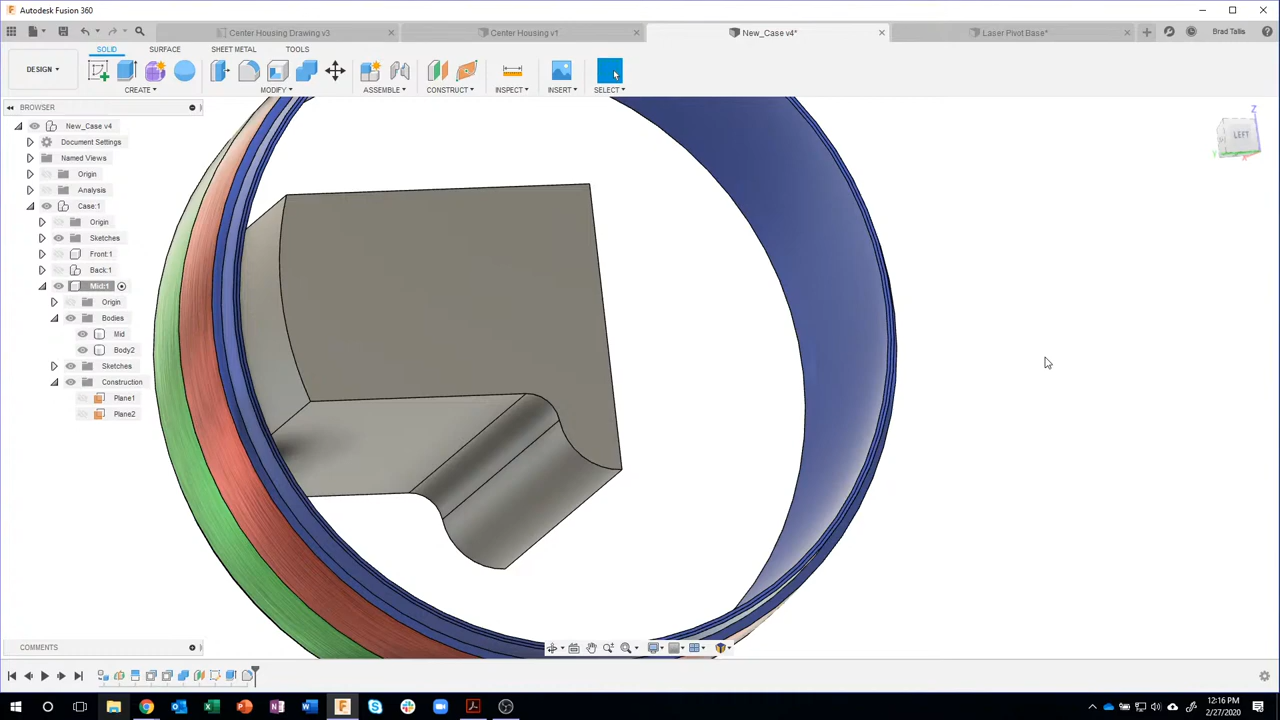 Autodesk Fusion 360
Center Housing Drawing v3
Center Housing v1
New_Case v4*
Laser Pivot Base*
Brad Tallis
SOLID
SURFACE
SHEET METAL
TOOLS
DESIGN
CREATE
MODIFY
ASSEMBLE
CONSTRUCT
INSPECT
INSERT
SELECT
BROWSER
New_Case v4
Document Settings
Named Views
Origin
Analysis
Case:1
Origin
Sketches
Front:1
Back:1
Mid:1
Origin
Bodies
Mid
Body2
Sketches
Construction
Plane1
Plane2
Z
LEFT
COMMENTS
12:16 PM
2/27/2020